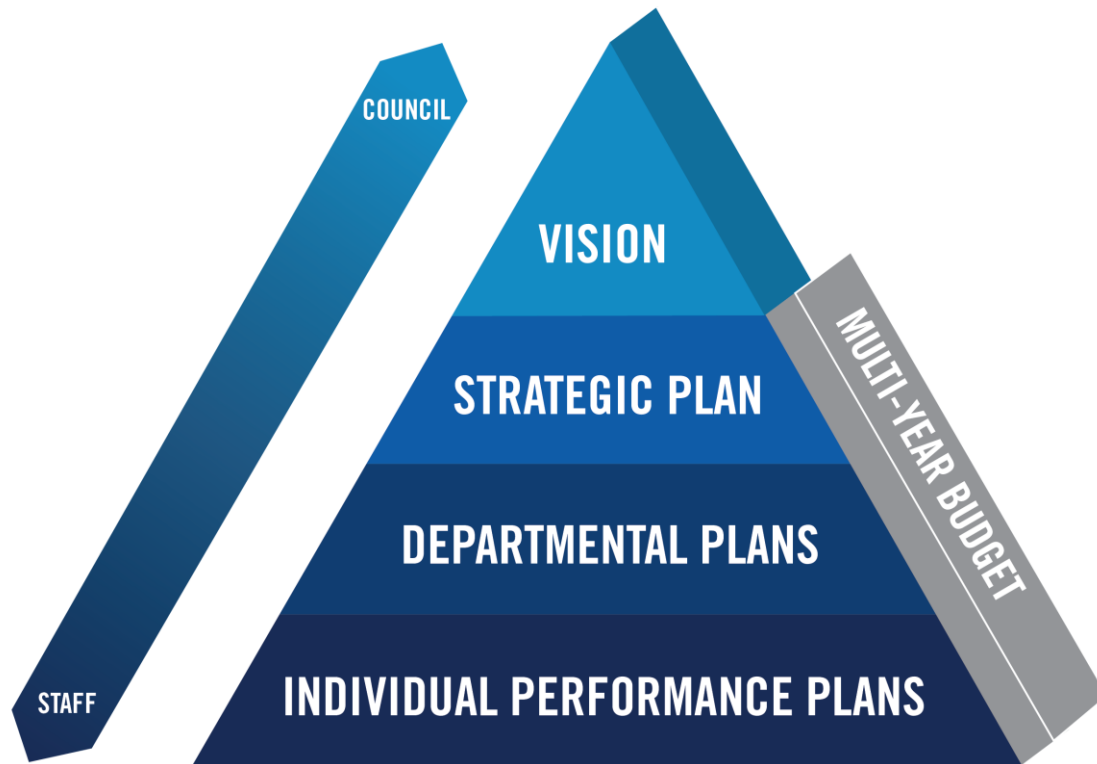 COUNCIL
VISION
STRATEGIC PLAN
MULTI-YEAR BUDGET
DEPARTMENTAL PLANS
INDIVIDUAL PERFORMANCE PLANS
STAFF